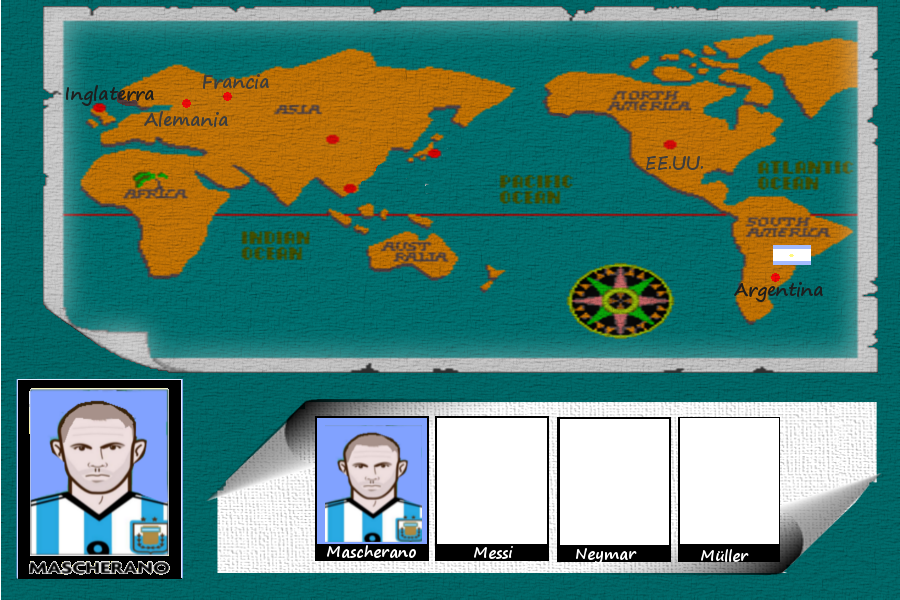 Francia
Inglaterra
Alemania
ASIA
NORTH
AMERICA
EE.UU.
ATLANTIC
OCEAN
PACIFIC
OCEAN
AFRICA
SOUTH
AMERICA
INDIAN
OCEAN
AUST
RALIA
Argentina
MASCHERANO
Mascherano
Messi
Neymar
Müller